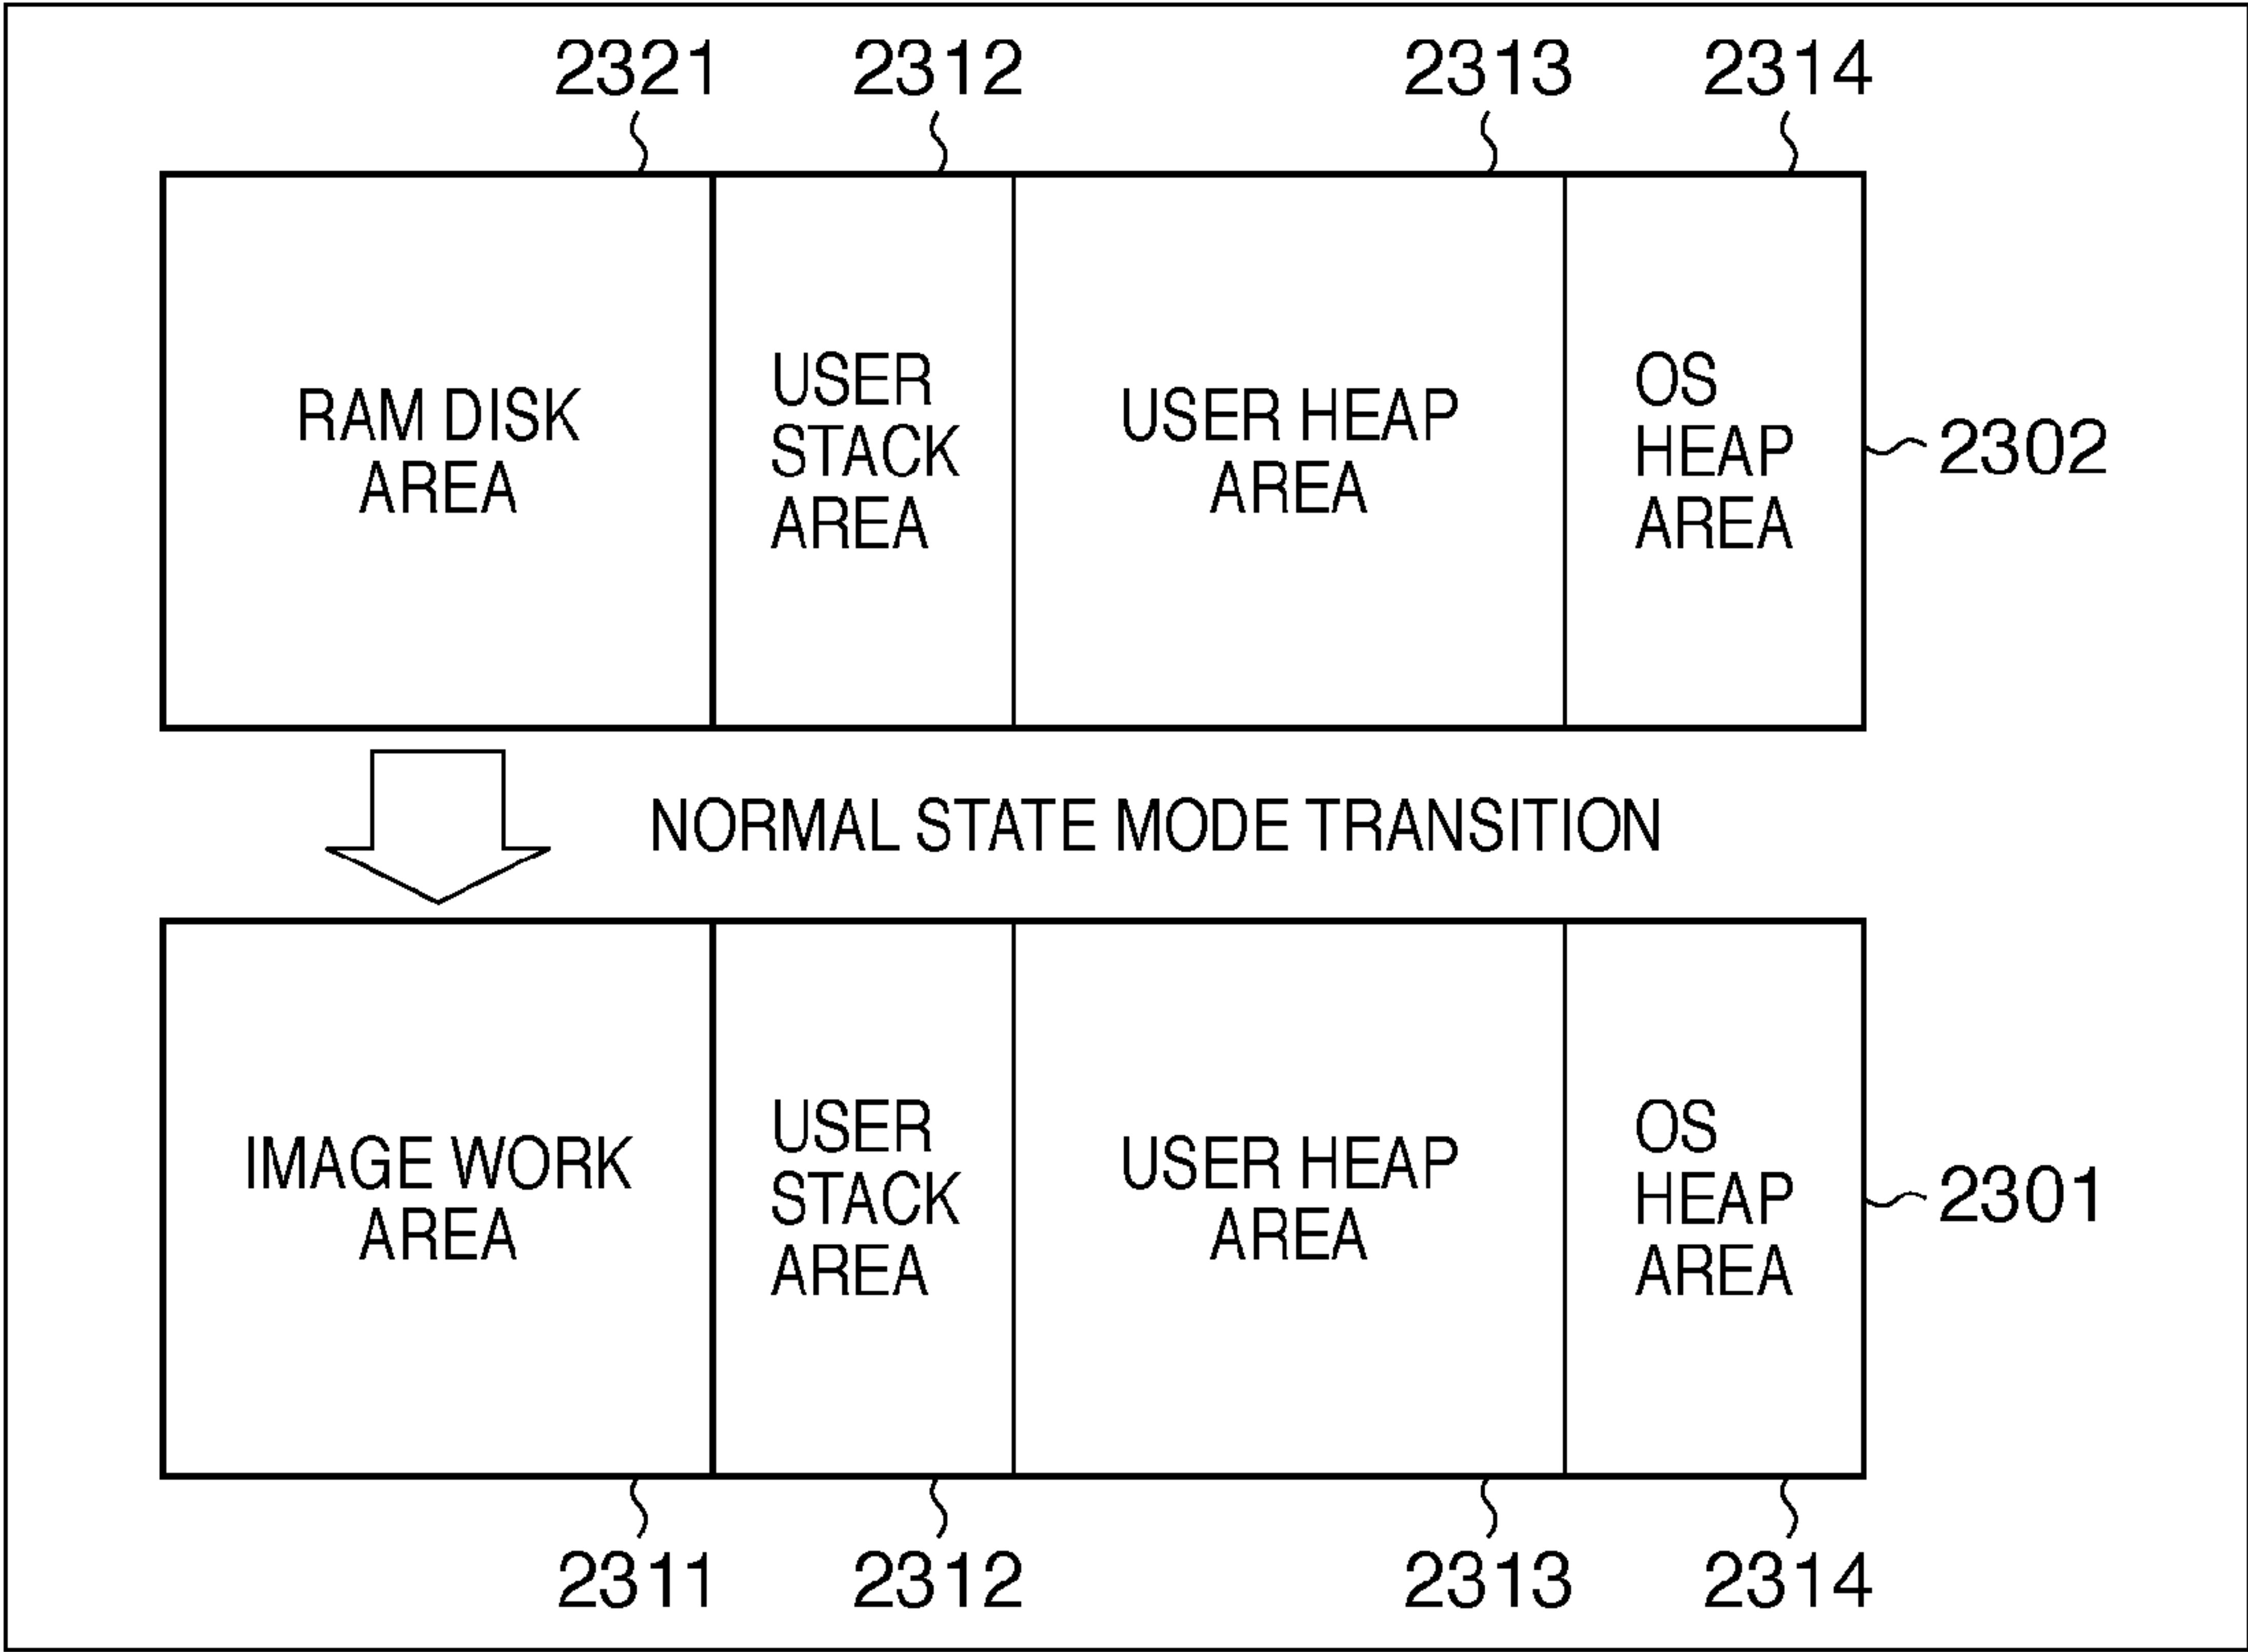 2321 2312 2313 2314
RAM DISK
AREA
USER
STACK
AREA
USER HEAP
AREA
OS
HEAP
AREA
2302
NORMAL STATE MODE TRANSITION
IMAGE WORK
AREA
USER
STACK
AREA
USER HEAP
AREA
OS
HEAP
AREA
2301
2311 2312 2313 2314